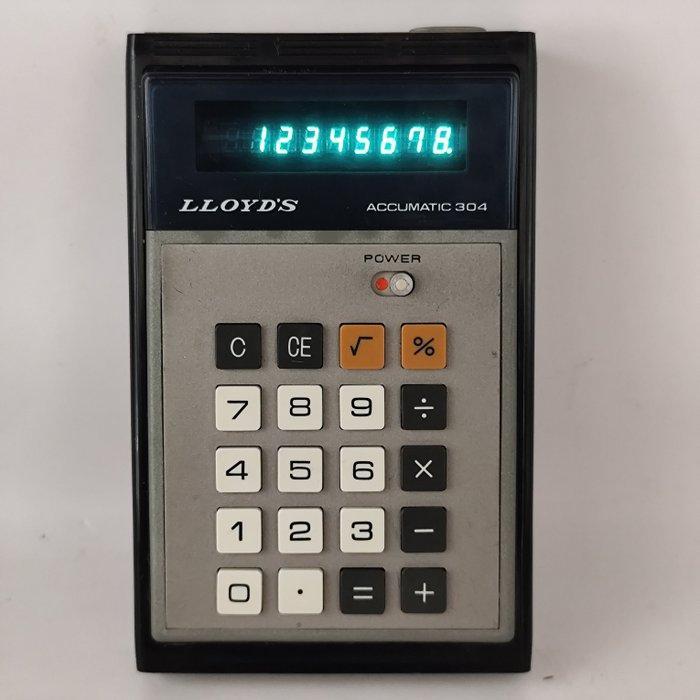 12345678.
LLOYD'S ACCUMATIC 304
POWER
C CE √ %
7 8 9 ÷
4 5 6 ×
1 2 3 −
0 . = +